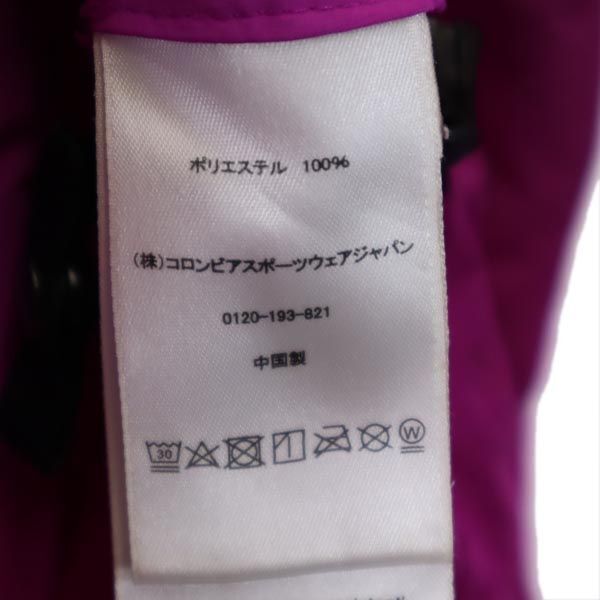 ポリエステル 100%
(株)コロンビアスポーツウェアジャパン
0120-193-821
中国製
30 W